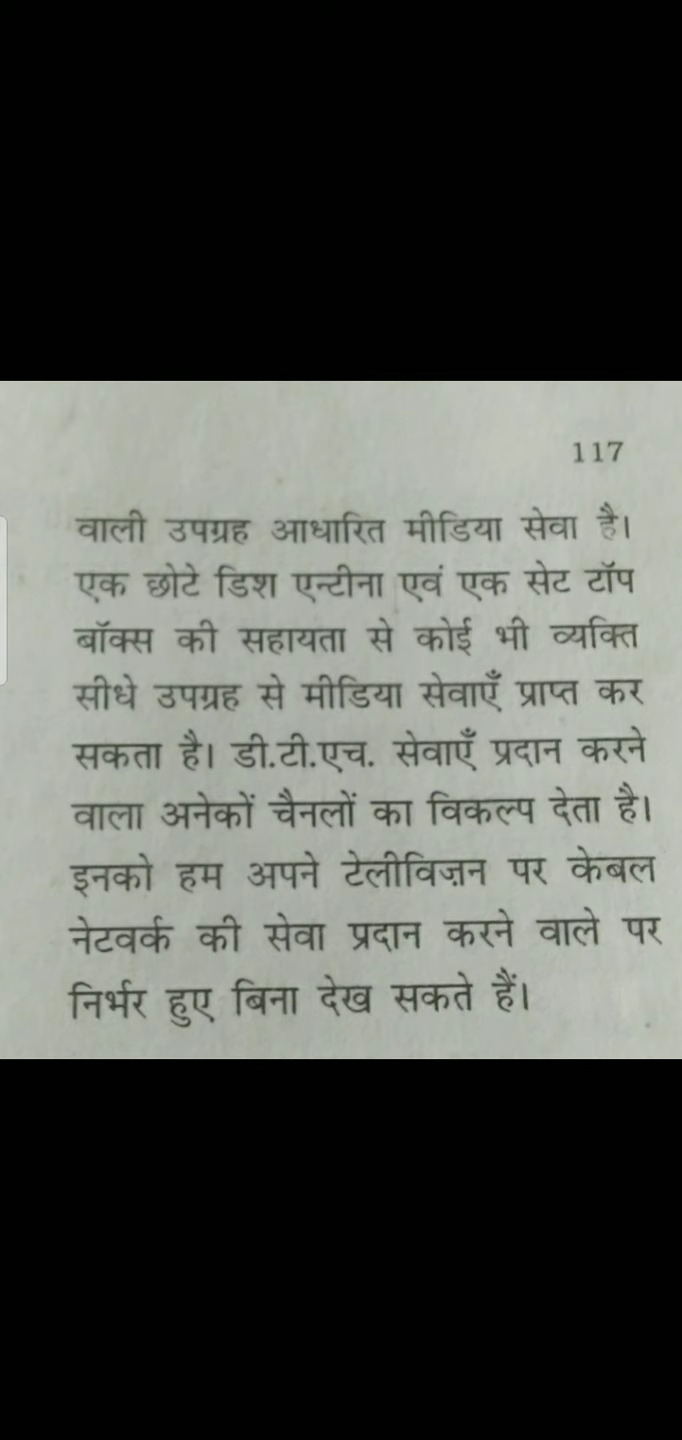 117
वाली उपग्रह आधारित मीडिया सेवा है।
एक छोटे डिश एन्टीना एवं एक सेट टॉप
बॉक्स की सहायता से कोई भी व्यक्ति
सीधे उपग्रह से मीडिया सेवाएँ प्राप्त कर
सकता है। डी.टी.एच. सेवाएँ प्रदान करने
वाला अनेकों चैनलों का विकल्प देता है।
इनको हम अपने टेलीविज़न पर केबल
नेटवर्क की सेवा प्रदान करने वाले पर
निर्भर हुए बिना देख सकते हैं।